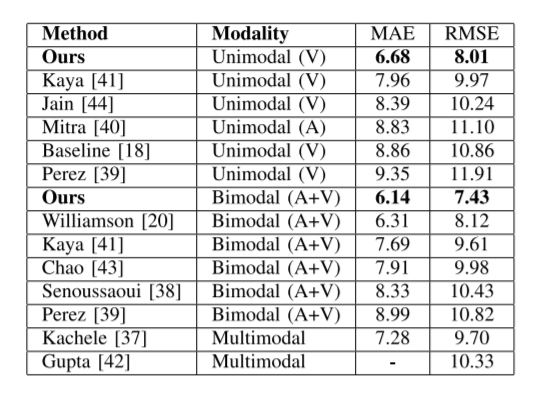 Method Modality MAE RMSE
Ours Unimodal (V) 6.68 8.01
Kaya [41] Unimodal (V) 7.96 9.97
Jain [44] Unimodal (V) 8.39 10.24
Mitra [40] Unimodal (A) 8.83 11.10
Baseline [18] Unimodal (V) 8.86 10.86
Perez [39] Unimodal (V) 9.35 11.91
Ours Bimodal (A+V) 6.14 7.43
Williamson [20] Bimodal (A+V) 6.31 8.12
Kaya [41] Bimodal (A+V) 7.69 9.61
Chao [43] Bimodal (A+V) 7.91 9.98
Senoussaoui [38] Bimodal (A+V) 8.33 10.43
Perez [39] Bimodal (A+V) 8.99 10.82
Kachele [37] Multimodal 7.28 9.70
Gupta [42] Multimodal - 10.33